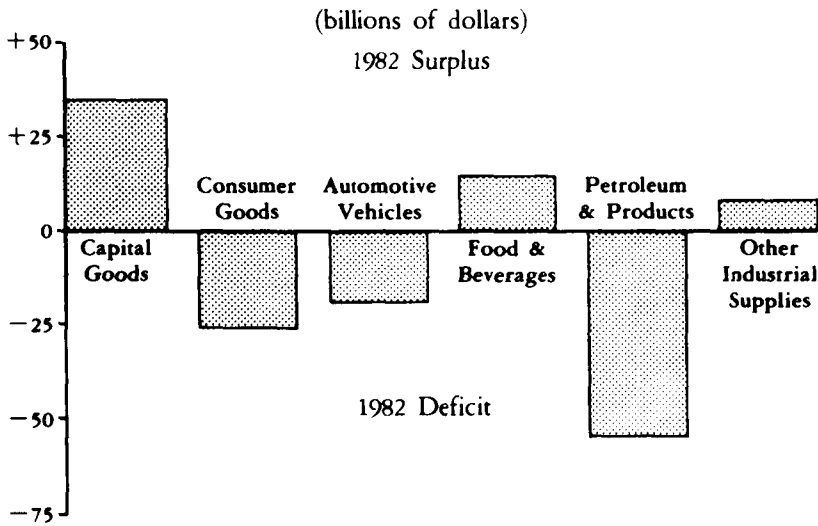 (billions of dollars)
+50
1982 Surplus
+25
Consumer
Goods
Automotive
Vehicles
Petroleum
& Products
0
Capital
Goods
Food &
Beverages
Other
Industrial
Supplies
−25
1982 Deficit
−50
−75